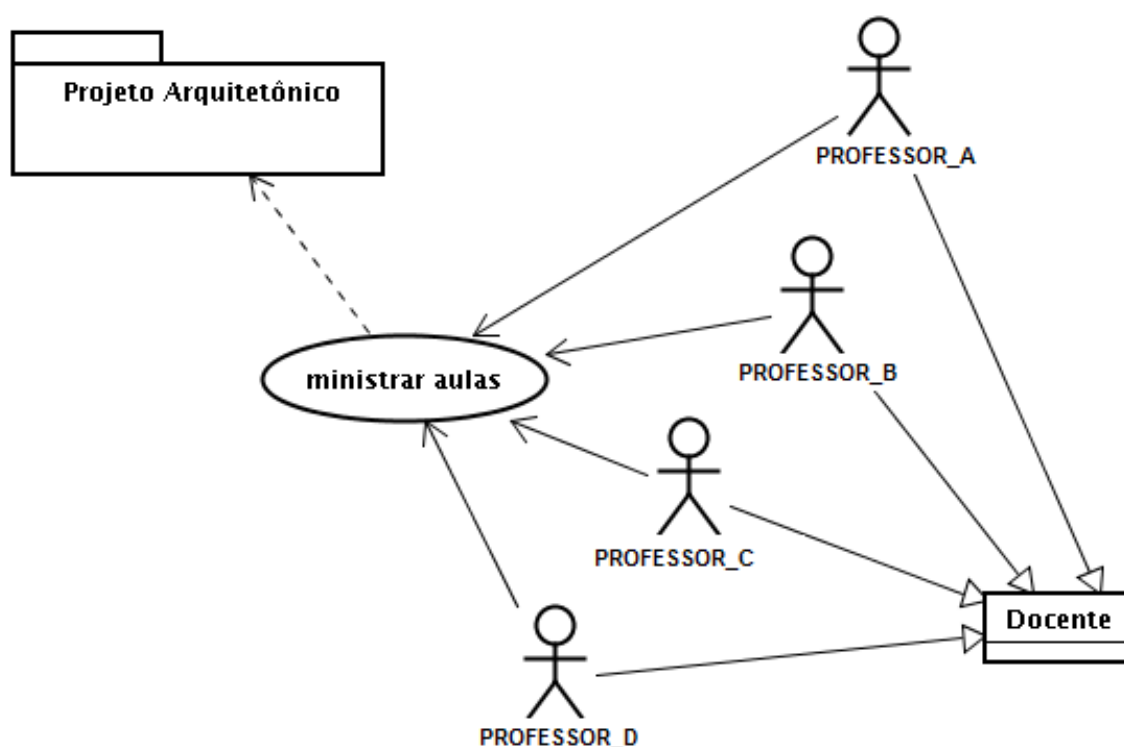 Projeto Arquitetônico
PROFESSOR_A
PROFESSOR_B
ministrar aulas
PROFESSOR_C
Docente
PROFESSOR_D